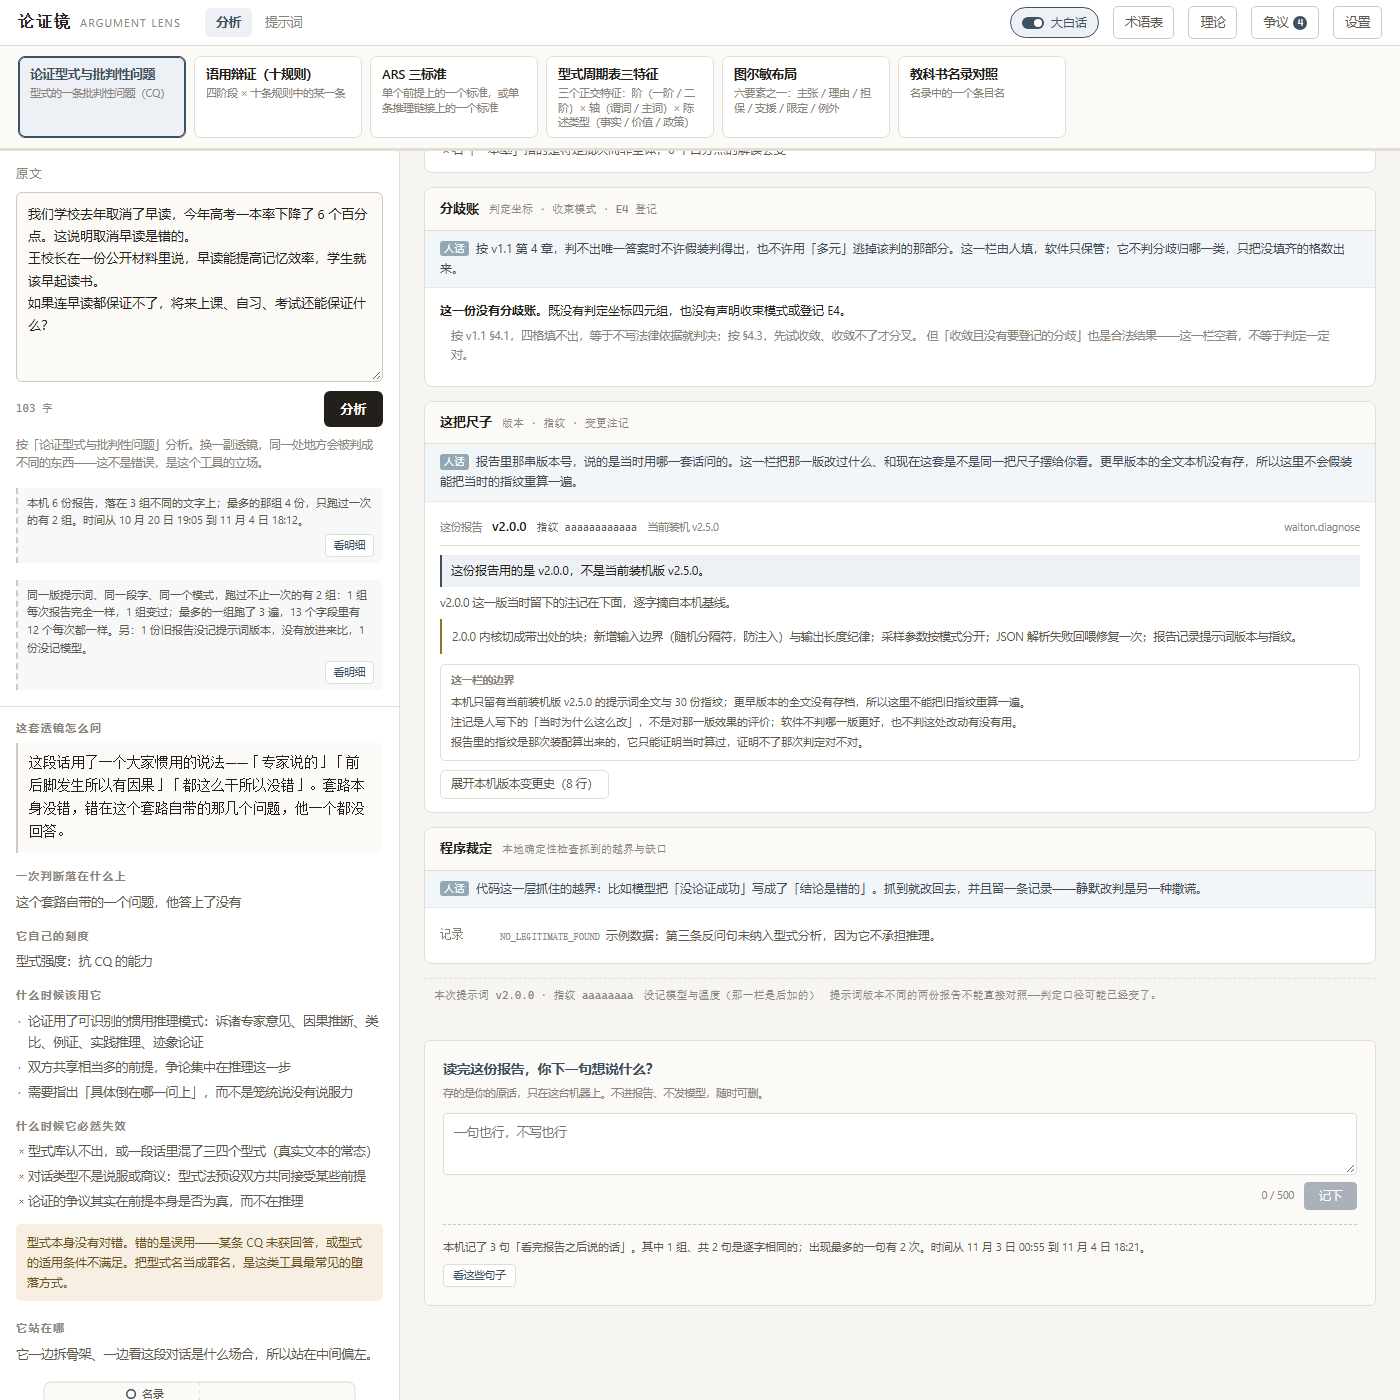 论证镜 ARGUMENT LENS 分析 提示词 大白话 术语表 理论 争议 4 设置
论证型式与批判性问题
型式的一条批判性问题（CQ）
语用辩证（十规则）
四阶段 × 十条规则中的某一条
ARS 三标准
单个前提上的一个标准，或单
条推理链接上的一个标准
型式周期表三特征
三个正交特征：阶（一阶 / 二
阶）× 轴（谓词 / 主词）× 陈
述类型（事实 / 价值 / 政策）
图尔敏布局
六要素之一：主张 / 理由 / 担
保 / 支援 / 限定 / 例外
教科书名录对照
名录中的一个条目名
原文
我们学校去年取消了早读，今年高考一本率下降了 6 个百分
点。这说明取消早读是错的。
王校长在一份公开材料里说，早读能提高记忆效率，学生就
该早起读书。
如果连早读都保证不了，将来上课、自习、考试还能保证什
么？
103 字
分析
按「论证型式与批判性问题」分析。换一副透镜，同一处地方会被判成
不同的东西——这不是错误，是这个工具的立场。
本机 6 份报告，落在 3 组不同的文字上；最多的那组 4 份，只跑过一次
的有 2 组。时间从 10 月 20 日 19:05 到 11 月 4 日 18:12。
看明细
同一版提示词、同一段字、同一个模式，跑过不止一次的有 2 组：1 组
每次报告完全一样，1 组变过；最多的一组跑了 3 遍，13 个字段里有
12 个每次都一样。另：1 份旧报告没记提示词版本，没有放进来比，1
份没记模型。
看明细
这套透镜怎么问
这段话用了一个大家惯用的说法——「专家说的」「前
后脚发生所以有因果」「都这么干所以没错」。套路本
身没错，错在这个套路自带的那几个问题，他一个都没
回答。
一次判断落在什么上
这个套路自带的一个问题，他答上了没有
它自己的刻度
型式强度：抗 CQ 的能力
什么时候该用它
· 论证用了可识别的惯用推理模式：诉诸专家意见、因果推断、类
比、例证、实践推理、迹象论证
· 双方共享相当多的前提，争论集中在推理这一步
· 需要指出「具体倒在哪一问上」，而不是笼统说没有说服力
什么时候它必然失效
× 型式库认不出，或一段话里混了三四个型式（真实文本的常态）
× 对话类型不是说服或商议：型式法预设双方共同接受某些前提
× 论证的争议其实在前提本身是否为真，而不在推理
型式本身没有对错。错的是误用——某条 CQ 未获回答，或型式
的适用条件不满足。把型式名当成罪名，是这类工具最常见的堕
落方式。
它站在哪
它一边拆骨架、一边看这段对话是什么场合，所以站在中间偏左。
名录
分歧账 判定坐标 · 收束模式 · E4 登记
人话 按 v1.1 第 4 章，判不出唯一答案时不许假装判得出，也不许用「多元」逃掉该判的那部分。这一栏由人填，软件只保管；它不判分歧归哪一类，只把没填齐的格数出
来。
这一份没有分歧账。既没有判定坐标四元组，也没有声明收束模式或登记 E4。
按 v1.1 §4.1，四格填不出，等于不写法律依据就判决；按 §4.3，先试收敛、收敛不了才分叉。 但「收敛且没有要登记的分歧」也是合法结果——这一栏空着，不等于判定一定
对。
这把尺子 版本 · 指纹 · 变更注记
人话 报告里那串版本号，说的是当时用哪一套话问的。这一栏把那一版改过什么、和现在这套是不是同一把尺子摆给你看。更早版本的全文本机没有存，所以这里不会假装
能把当时的指纹重算一遍。
这份报告 v2.0.0 指纹 aaaaaaaaaaaa 当前装机 v2.5.0 walton.diagnose
这份报告用的是 v2.0.0，不是当前装机版 v2.5.0。
v2.0.0 这一版当时留下的注记在下面，逐字摘自本机基线。
2.0.0 内核切成带出处的块；新增输入边界（随机分隔符，防注入）与输出长度纪律；采样参数按模式分开；JSON 解析失败回喂修复一次；报告记录提示词版本与指纹。
这一栏的边界
本机只留有当前装机版 v2.5.0 的提示词全文与 30 份指纹；更早版本的全文没有存档，所以这里不能把旧指纹重算一遍。
注记是人写下的「当时为什么这么改」，不是对那一版效果的评价；软件不判哪一版更好，也不判这处改动有没有用。
报告里的指纹是那次装配算出来的，它只能证明当时算过，证明不了那次判定对不对。
展开本机版本变更史（8 行）
程序裁定 本地确定性检查抓到的越界与缺口
人话 代码这一层抓住的越界：比如模型把「没论证成功」写成了「结论是错的」。抓到就改回去，并且留一条记录——静默改判是另一种撒谎。
记录 NO_LEGITIMATE_FOUND 示例数据：第三条反问句未纳入型式分析，因为它不承担推理。
本次提示词 v2.0.0 · 指纹 aaaaaaaa 没记模型与温度（那一栏是后加的） 提示词版本不同的两份报告不能直接对照——判定口径可能已经变了。
读完这份报告，你下一句想说什么？
存的是你的原话，只在这台机器上。不进报告、不发模型，随时可删。
一句也行，不写也行
0 / 500 记下
本机记了 3 句「看完报告之后说的话」。其中 1 组、共 2 句是逐字相同的；出现最多的一句有 2 次。时间从 11 月 3 日 00:55 到 11 月 4 日 18:21。
看这些句子